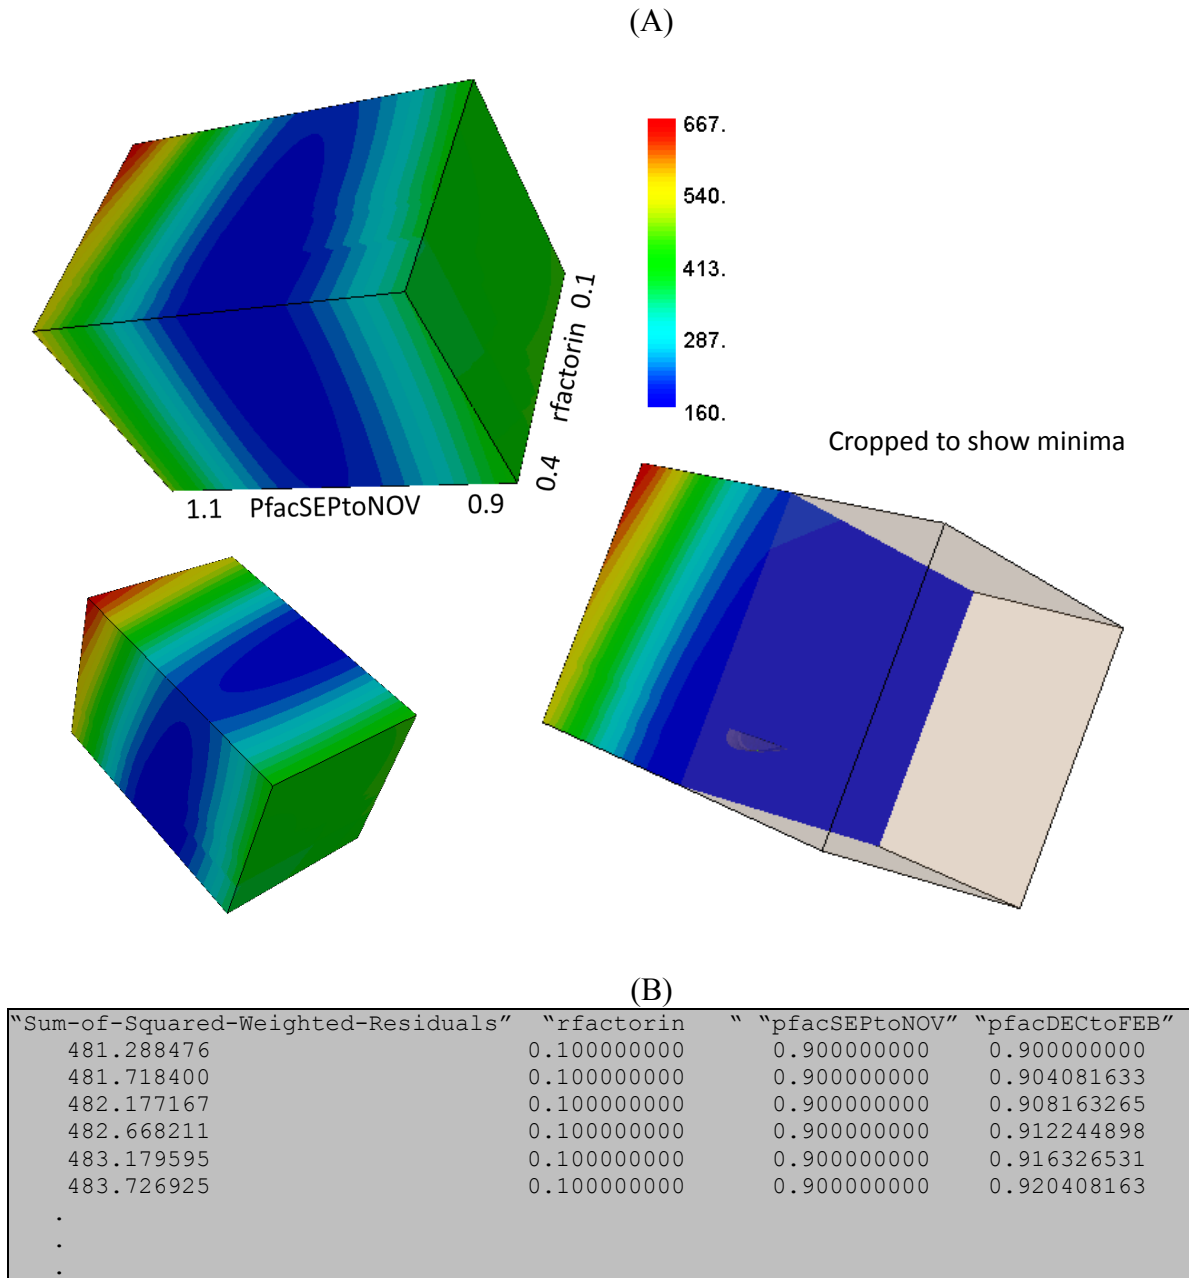 (A)
667.
540.
413.
287.
160.
0.1
rfactorin
0.4
1.1 PfacSEPtoNOV 0.9
Cropped to show minima
(B)
“Sum-of-Squared-Weighted-Residuals” “rfactorin “ “pfacSEPtoNOV” “pfacDECtoFEB”
481.288476 0.100000000 0.900000000 0.900000000
481.718400 0.100000000 0.900000000 0.904081633
482.177167 0.100000000 0.900000000 0.908163265
482.668211 0.100000000 0.900000000 0.912244898
483.179595 0.100000000 0.900000000 0.916326531
483.726925 0.100000000 0.900000000 0.920408163
.
.
.